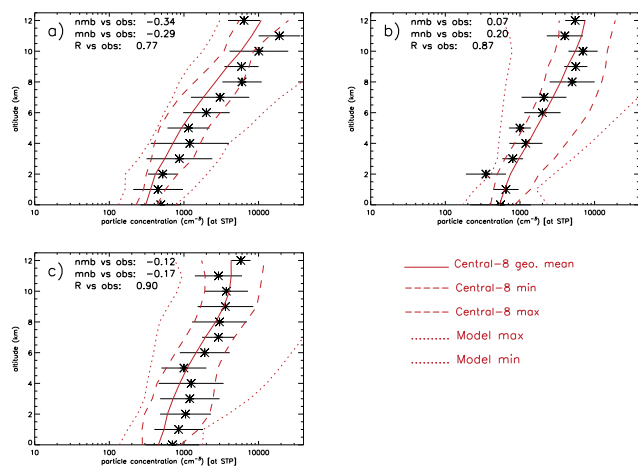 a)
nmb vs obs: −0.34
mnb vs obs: −0.29
R vs obs: 0.77
altitude (km)
12
10
8
6
4
2
0
10 100 1000 10000
particle concentration (cm⁻³) [at STP]
b)
nmb vs obs: 0.07
mnb vs obs: 0.20
R vs obs: 0.87
altitude (km)
12
10
8
6
4
2
0
10 100 1000 10000
particle concentration (cm⁻³) [at STP]
c)
nmb vs obs: −0.12
mnb vs obs: −0.17
R vs obs: 0.90
altitude (km)
12
10
8
6
4
2
0
10 100 1000 10000
particle concentration (cm⁻³) [at STP]
Central−8 geo. mean
Central−8 min
Central−8 max
Model max
Model min